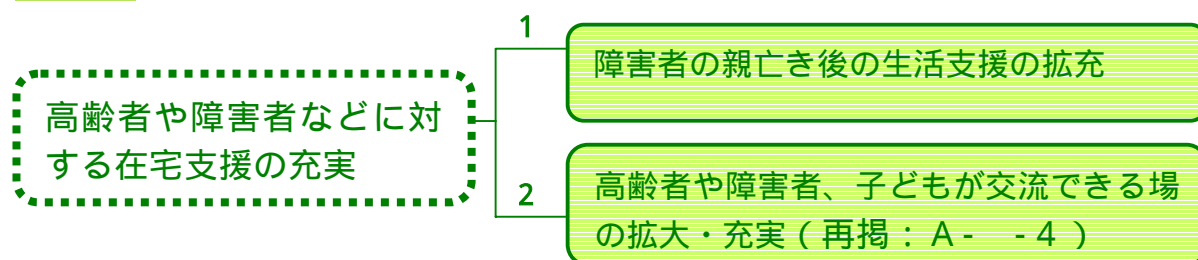 1
障害者の親亡き後の生活支援の拡充
高齢者や障害者などに対
する在宅支援の充実
2
高齢者や障害者、子どもが交流できる場
の拡大・充実（再掲：Ａ-　-４）